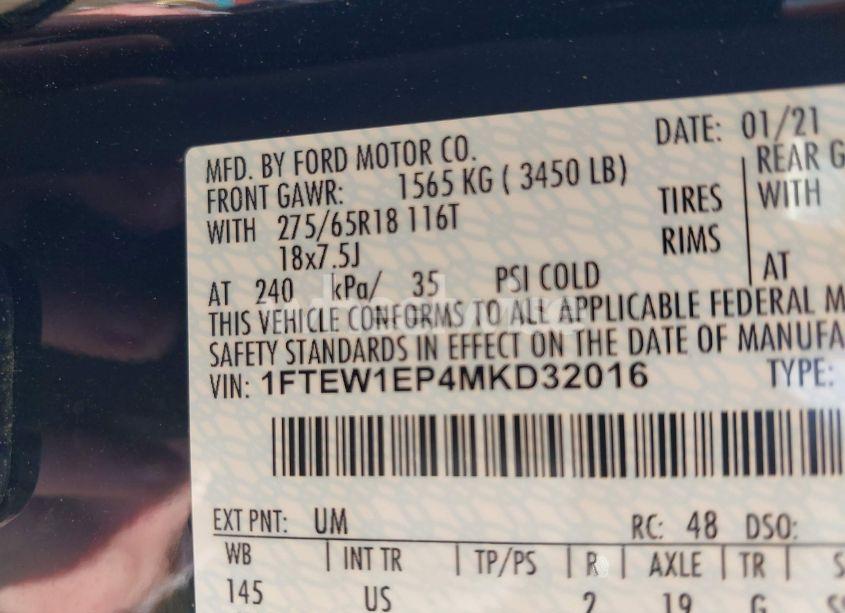 MFD. BY FORD MOTOR CO.
DATE: 01/21
FRONT GAWR: 1565 KG ( 3450 LB)
REAR G
WITH 275/65R18 116T TIRES WITH
18x7.5J RIMS
AT 240 kPa/ 35 PSI COLD AT
THIS VEHICLE CONFORMS TO ALL APPLICABLE FEDERAL M
SAFETY STANDARDS IN EFFECT ON THE DATE OF MANUFA
VIN: 1FTEW1EP4MKD32016 TYPE:
EXT PNT: UM RC: 48 DSO:
WB INT TR TP/PS R AXLE TR S
145 US 2 19 G